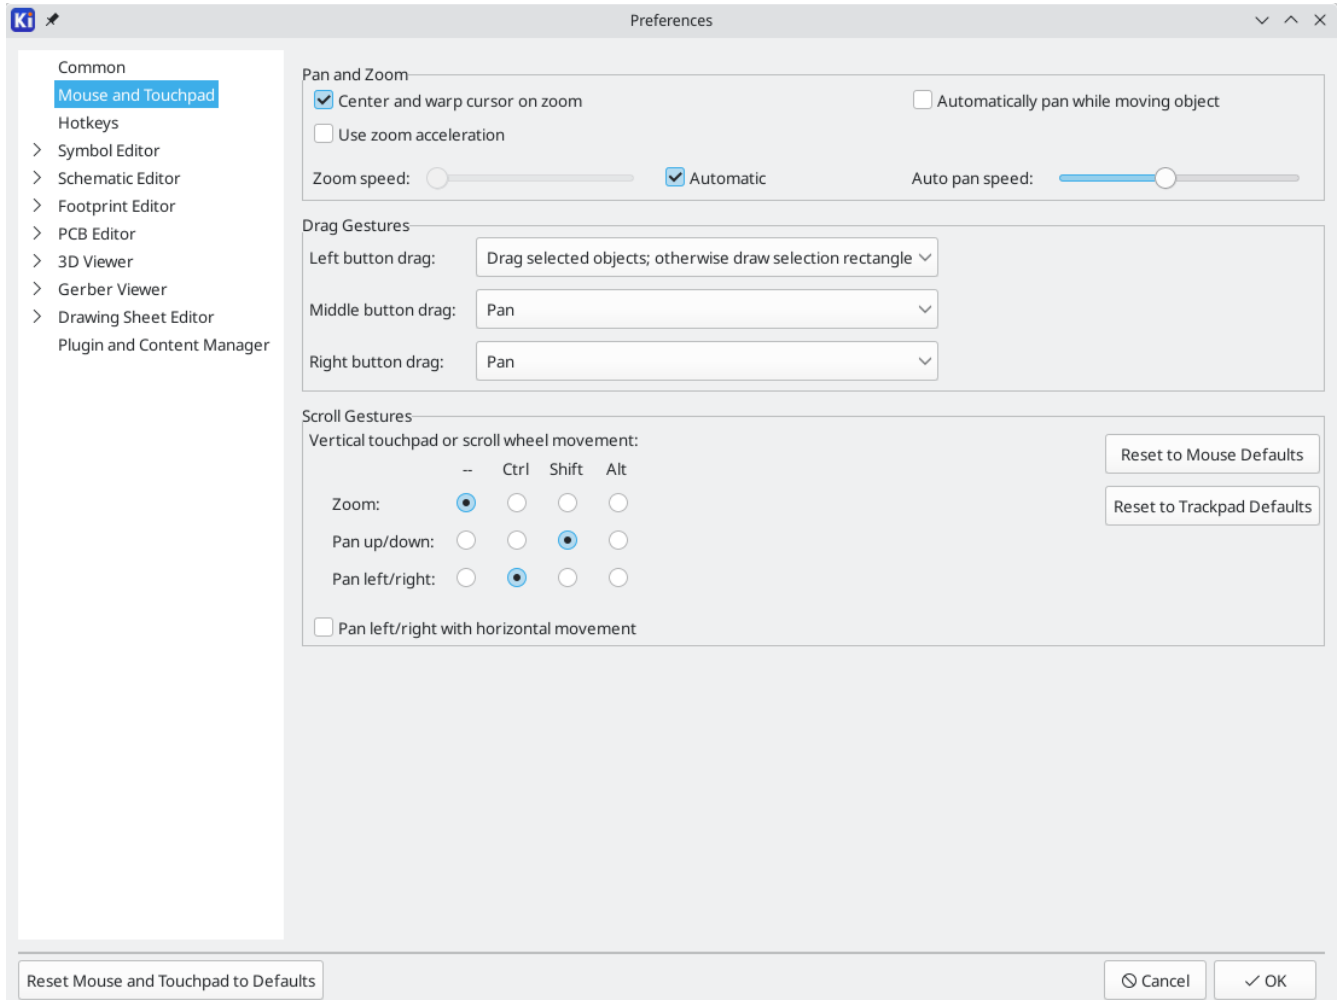 Ki
Preferences
Common
Mouse and Touchpad
Hotkeys
Symbol Editor
Schematic Editor
Footprint Editor
PCB Editor
3D Viewer
Gerber Viewer
Drawing Sheet Editor
Plugin and Content Manager
Pan and Zoom
Center and warp cursor on zoom
Automatically pan while moving object
Use zoom acceleration
Zoom speed:
Automatic
Auto pan speed:
Drag Gestures
Left button drag:
Drag selected objects; otherwise draw selection rectangle
Middle button drag:
Pan
Right button drag:
Pan
Scroll Gestures
Vertical touchpad or scroll wheel movement:
-- Ctrl Shift Alt
Zoom:
Pan up/down:
Pan left/right:
Pan left/right with horizontal movement
Reset to Mouse Defaults
Reset to Trackpad Defaults
Reset Mouse and Touchpad to Defaults
Cancel
OK